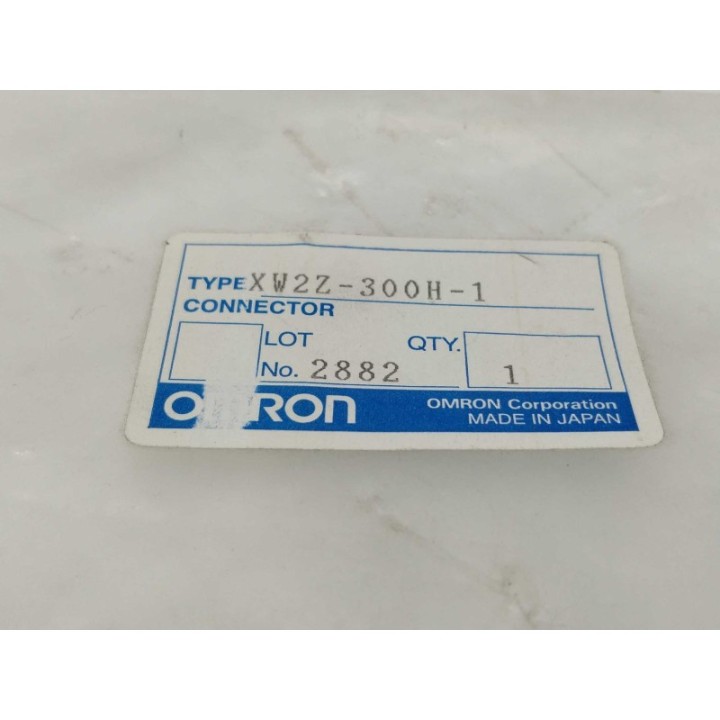 TYPE XW2Z-300H-1
CONNECTOR
LOT No. 2882 QTY. 1
OMRON OMRON Corporation
MADE IN JAPAN